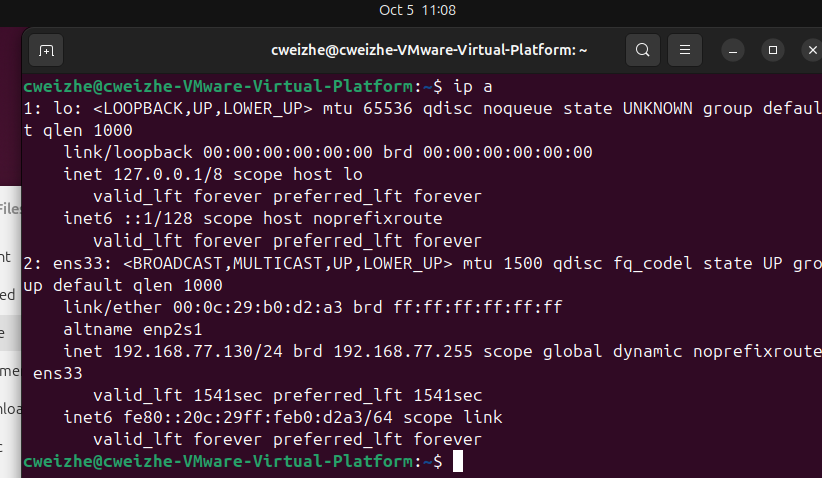 Oct 5 11:08
cweizhe@cweizhe-VMware-Virtual-Platform: ~
cweizhe@cweizhe-VMware-Virtual-Platform:~$ ip a
1: lo: <LOOPBACK,UP,LOWER_UP> mtu 65536 qdisc noqueue state UNKNOWN group defaul
t qlen 1000
    link/loopback 00:00:00:00:00:00 brd 00:00:00:00:00:00
    inet 127.0.0.1/8 scope host lo
       valid_lft forever preferred_lft forever
    inet6 ::1/128 scope host noprefixroute
       valid_lft forever preferred_lft forever
2: ens33: <BROADCAST,MULTICAST,UP,LOWER_UP> mtu 1500 qdisc fq_codel state UP gro
up default qlen 1000
    link/ether 00:0c:29:b0:d2:a3 brd ff:ff:ff:ff:ff:ff
    altname enp2s1
    inet 192.168.77.130/24 brd 192.168.77.255 scope global dynamic noprefixroute
 ens33
       valid_lft 1541sec preferred_lft 1541sec
    inet6 fe80::20c:29ff:feb0:d2a3/64 scope link
       valid_lft forever preferred_lft forever
cweizhe@cweizhe-VMware-Virtual-Platform:~$
Files